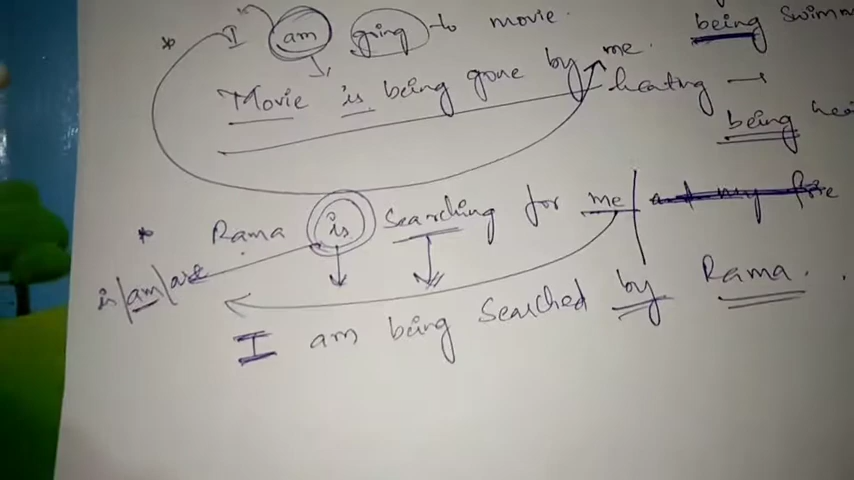 * I am going to movie.
being swimm
Movie is being gone by me.
heating →
being hea
* Rama is searching for me
is/am/are
I am being searched by Rama.